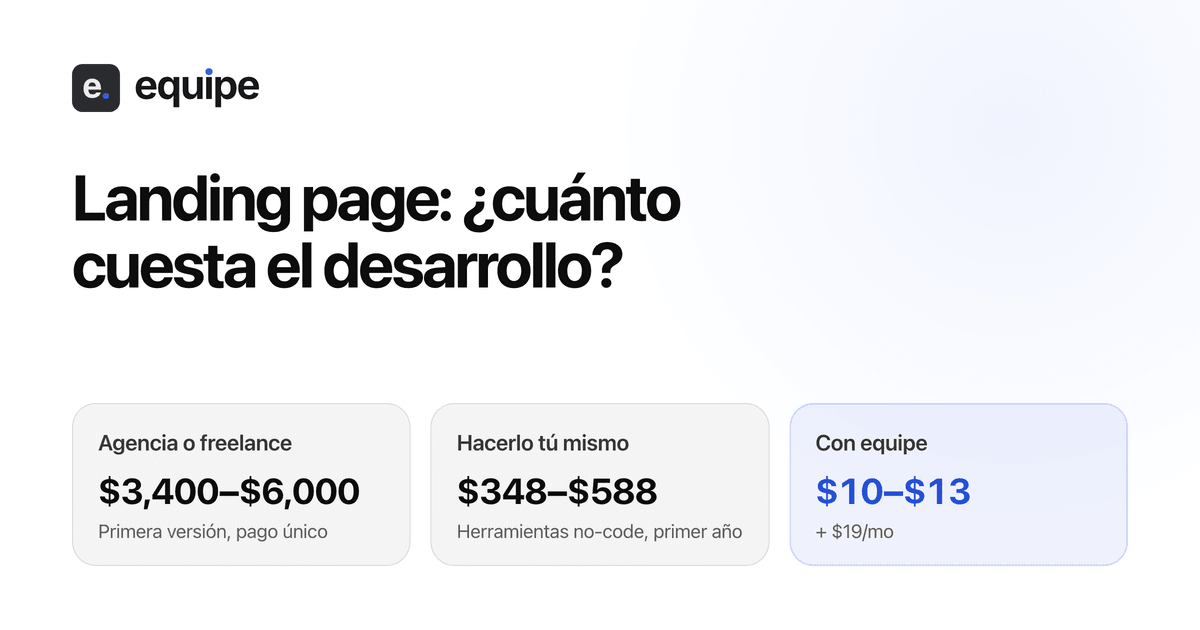 e.
equipe
Landing page: ¿cuánto
cuesta el desarrollo?
Agencia o freelance
$3,400–$6,000
Primera versión, pago único
Hacerlo tú mismo
$348–$588
Herramientas no-code, primer año
Con equipe
$10–$13
+ $19/mo